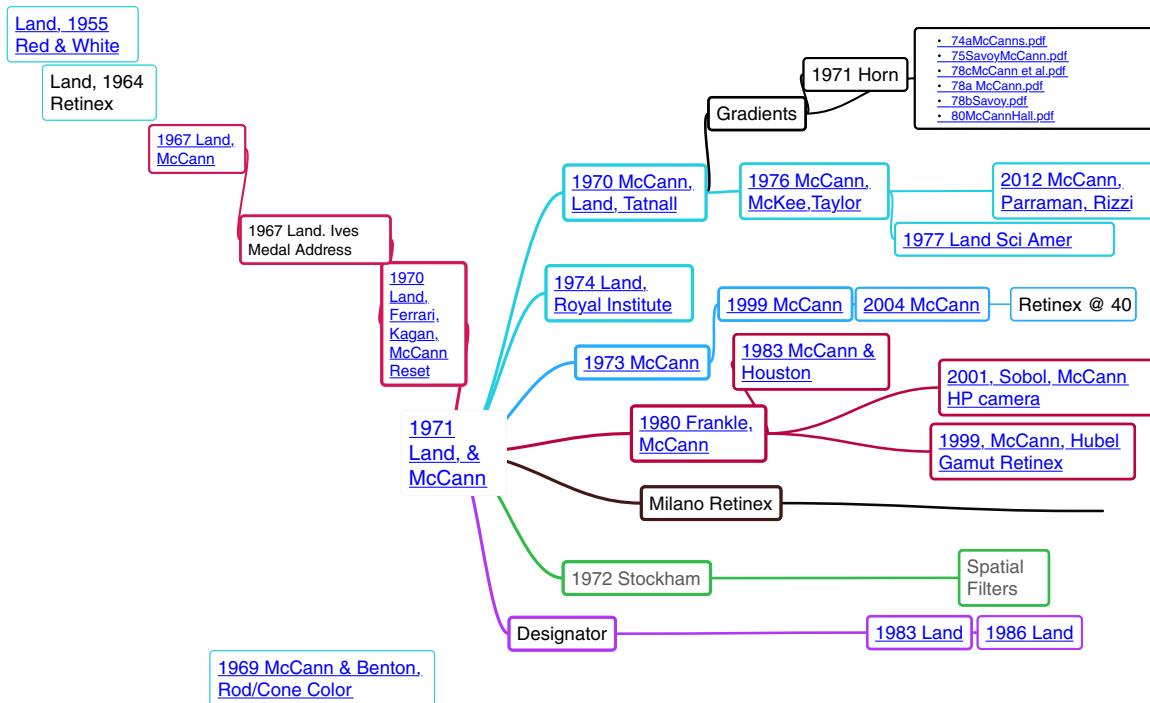 Land, 1955
Red & White
Land, 1964
Retinex
1967 Land,
McCann
1967 Land. Ives
Medal Address
1970
Land,
Ferrari,
Kagan,
McCann
Reset
1971
Land, &
McCann
1969 McCann & Benton,
Rod/Cone Color
Gradients
1971 Horn
• 74aMcCanns.pdf
• 75SavoyMcCann.pdf
• 78cMcCann et al.pdf
• 78a McCann.pdf
• 78bSavoy.pdf
• 80McCannHall.pdf
1970 McCann,
Land, Tatnall
1976 McCann,
McKee,Taylor
2012 McCann,
Parraman, Rizzi
1977 Land Sci Amer
1974 Land,
Royal Institute
1973 McCann
1999 McCann
2004 McCann
Retinex @ 40
1980 Frankle,
McCann
1983 McCann &
Houston
2001, Sobol, McCann
HP camera
1999, McCann, Hubel
Gamut Retinex
Milano Retinex
1972 Stockham
Spatial
Filters
Designator
1983 Land
1986 Land